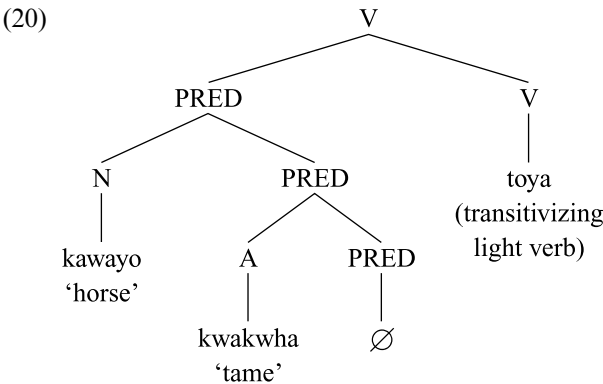 (20)
V
PRED V
N PRED toya
(transitivizing
light verb)
kawayo
‘horse’
A PRED
kwakwha
‘tame’
∅